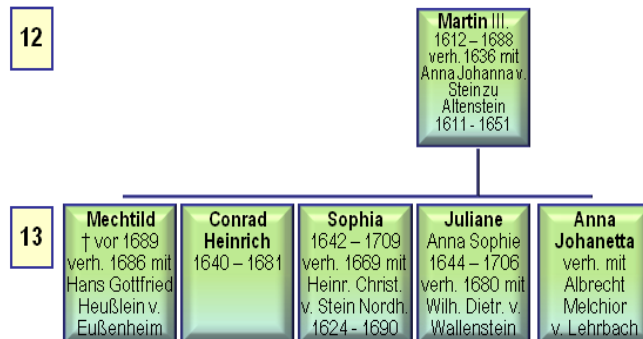 12
Martin III.
1612 – 1688
verh. 1636 mit
Anna Johanna v.
Stein zu
Altenstein
1611 - 1651
13
Mechtild
† vor 1689
verh. 1686 mit
Hans Gottfried
Heußlein v.
Eußenheim
Conrad
Heinrich
1640 – 1681
Sophia
1642 – 1709
verh. 1669 mit
Heinr. Christ.
v. Stein Nordh.
1624 - 1690
Juliane
Anna Sophie
1644 – 1706
verh. 1680 mit
Wilh. Dietr. v.
Wallenstein
Anna
Johanetta
verh. mit
Albrecht
Melchior
v. Lehrbach